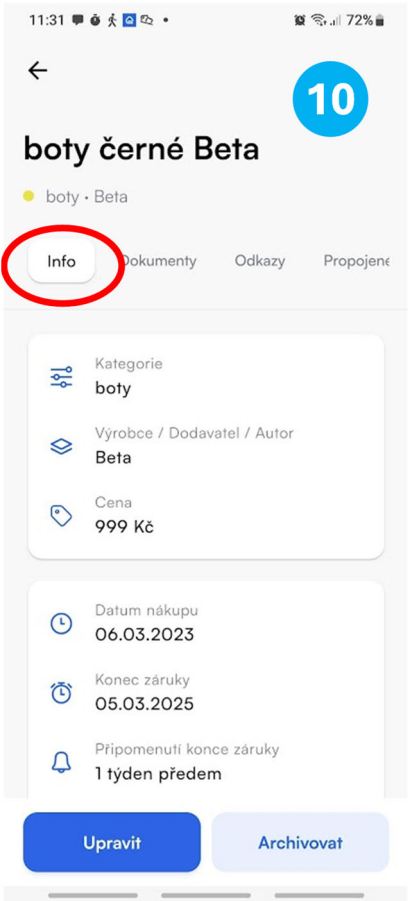 11:31 72%
10
boty černé Beta
boty • Beta
Info Dokumenty Odkazy Propojené
Kategorie
boty
Výrobce / Dodavatel / Autor
Beta
Cena
999 Kč
Datum nákupu
06.03.2023
Konec záruky
05.03.2025
Připomenutí konce záruky
1 týden předem
Upravit Archivovat